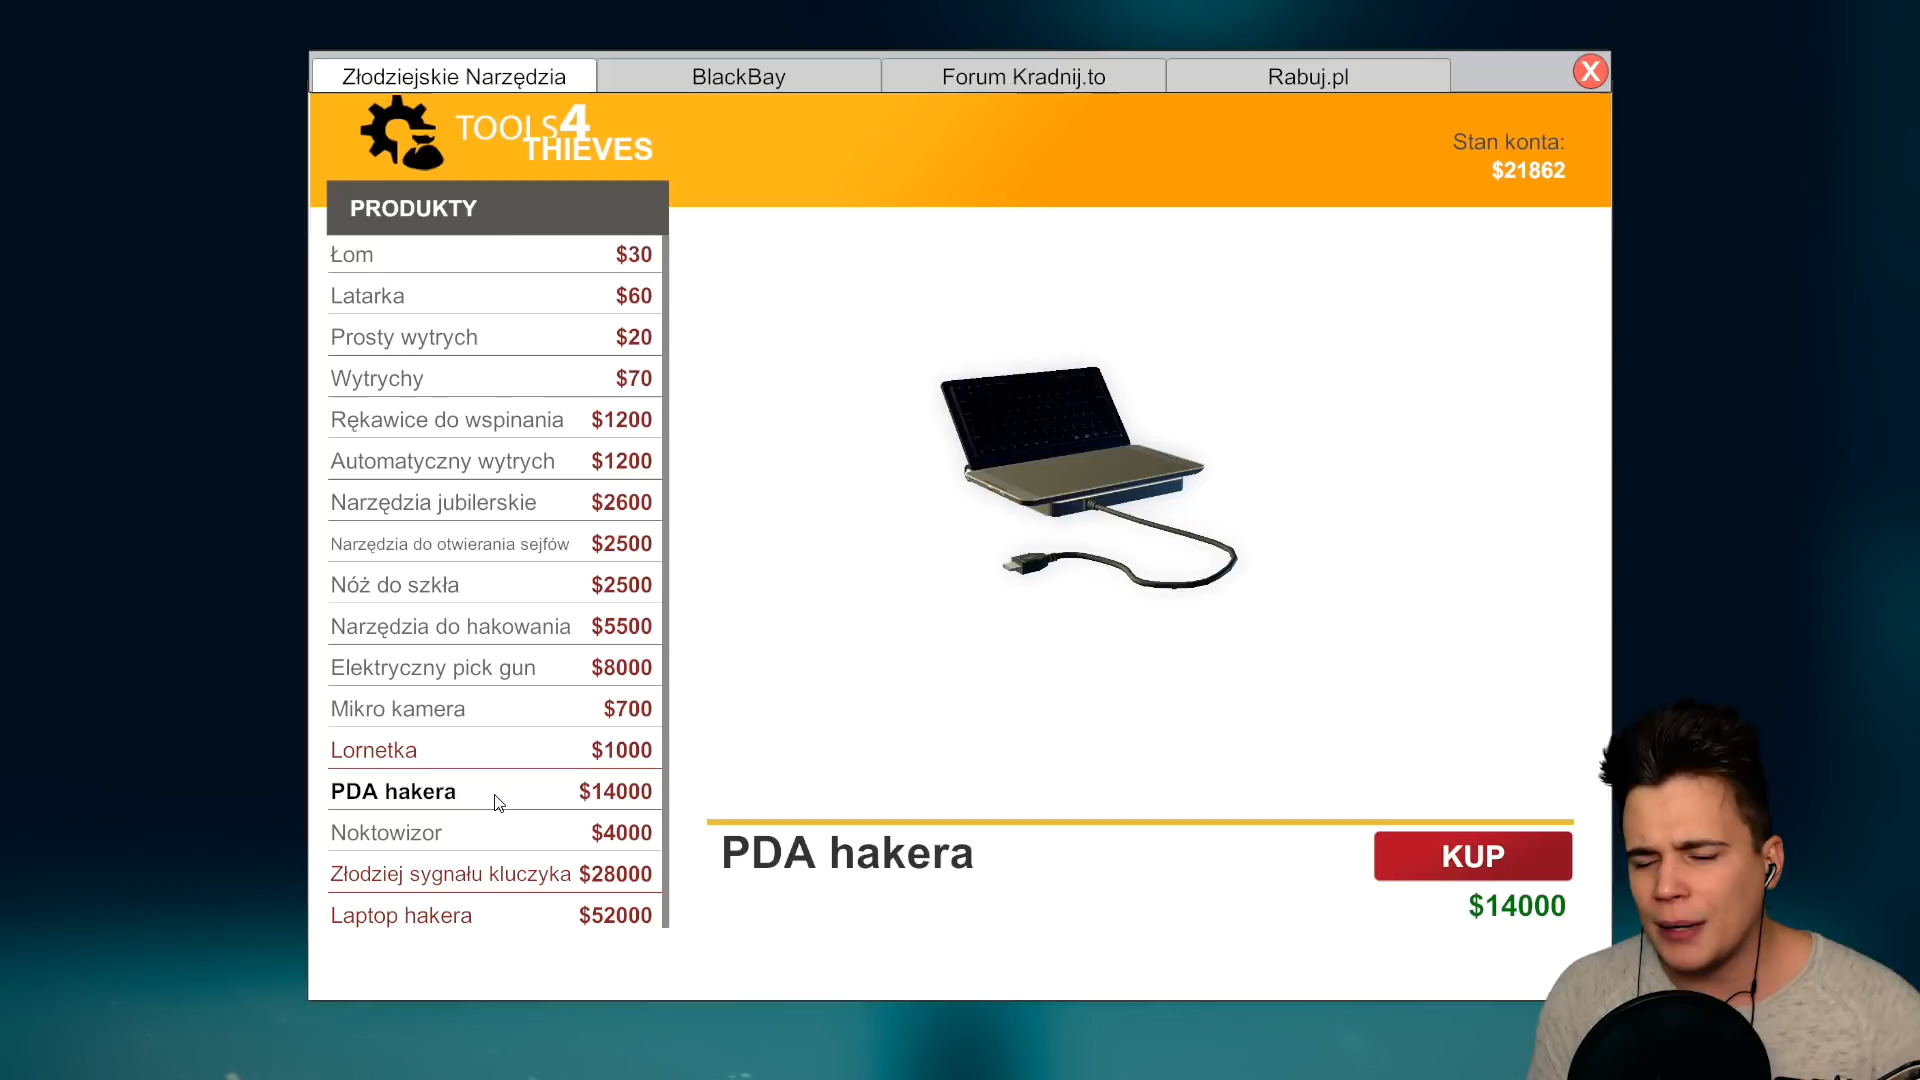 Złodziejskie Narzędzia
BlackBay
Forum Kradnij.to
Rabuj.pl
X
TOOLS4
THIEVES
Stan konta:
$21862
PRODUKTY
Łom $30
Latarka $60
Prosty wytrych $20
Wytrychy $70
Rękawice do wspinania $1200
Automatyczny wytrych $1200
Narzędzia jubilerskie $2600
Narzędzia do otwierania sejfów $2500
Nóż do szkła $2500
Narzędzia do hakowania $5500
Elektryczny pick gun $8000
Mikro kamera $700
Lornetka $1000
PDA hakera $14000
Noktowizor $4000
Złodziej sygnału kluczyka $28000
Laptop hakera $52000
PDA hakera
KUP
$14000